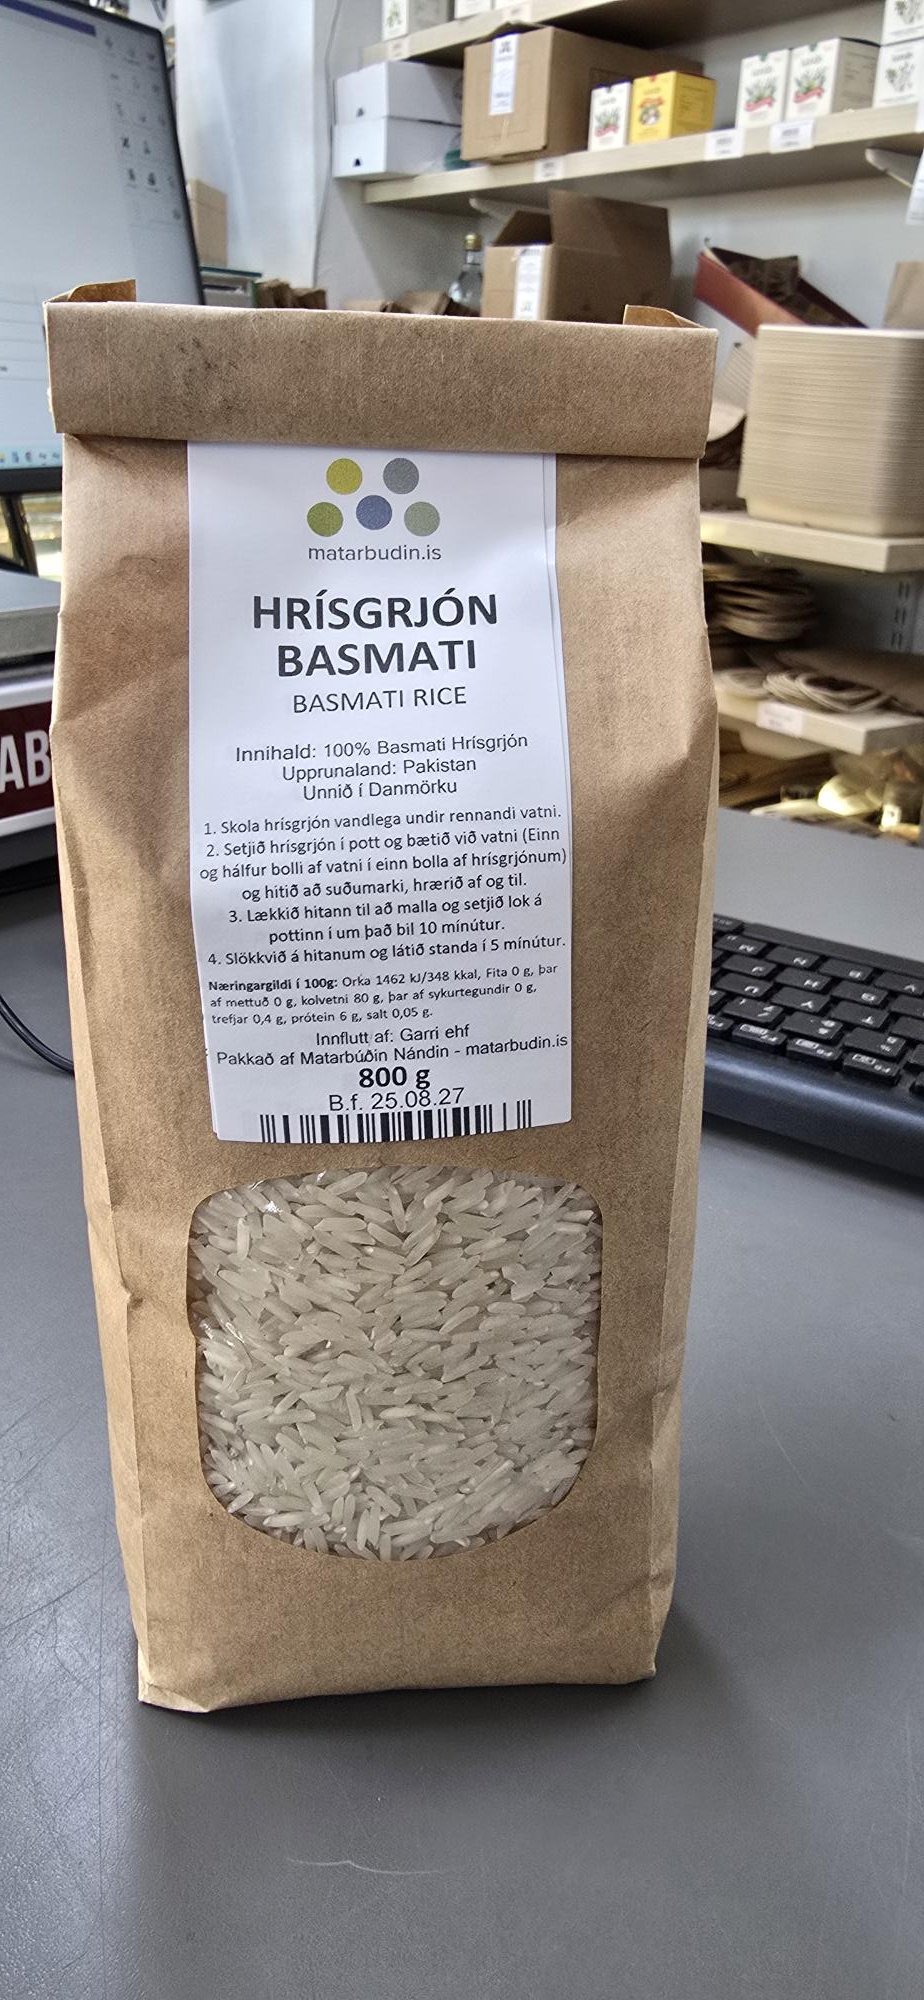 matarbudin.is
HRÍSGRJÓN
BASMATI
BASMATI RICE
Innihald: 100% Basmati Hrísgrjón
Upprunaland: Pakistan
Unnið í Danmörku
1. Skola hrísgrjón vandlega undir rennandi vatni.
2. Setjið hrísgrjón í pott og bætið við vatni (Einn
og hálfur bolli af vatni í einn bolla af hrísgrjónum)
og hitið að suðumarki, hrærið af og til.
3. Lækkið hitann til að malla og setjið lok á
pottinn í um það bil 10 mínútur.
4. Slökkvið á hitanum og látið standa í 5 mínútur.
Næringargildi í 100g: Orka 1462 kJ/348 kkal, Fita 0 g, þar
af mettuð 0 g, kolvetni 80 g, þar af sykurtegundir 0 g,
trefjar 0,4 g, prótein 6 g, salt 0,05 g.
Innflutt af: Garri ehf
Pakkað af Matarbúðin Nándin - matarbudin.is
800 g
B.f. 25.08.27
AB